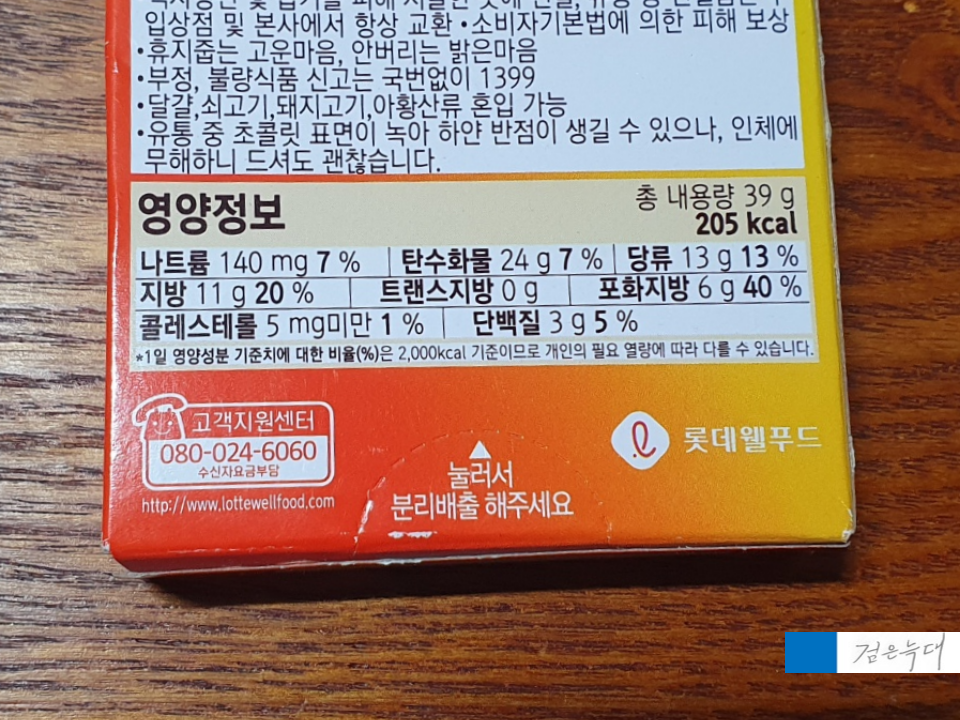 입상점 및 본사에서 항상 교환 •소비자기본법에 의한 피해 보상
•휴지줍는 고운마음, 안버리는 밝은마음
•부정, 불량식품 신고는 국번없이 1399
•달걀,쇠고기,돼지고기,아황산류 혼입 가능
•유통 중 초콜릿 표면이 녹아 하얀 반점이 생길 수 있으나, 인체에
무해하니 드셔도 괜찮습니다.
영양정보
총 내용량 39 g
205 kcal
나트륨 140 mg 7 % 탄수화물 24 g 7 % 당류 13 g 13 %
지방 11 g 20 % 트랜스지방 0 g 포화지방 6 g 40 %
콜레스테롤 5 mg미만 1 % 단백질 3 g 5 %
*1일 영양성분 기준치에 대한 비율(%)은 2,000kcal 기준이므로 개인의 필요 열량에 따라 다를 수 있습니다.
고객지원센터
080-024-6060
수신자요금부담
http://www.lottewellfood.com
눌러서
분리배출 해주세요
롯데웰푸드
검은늑대